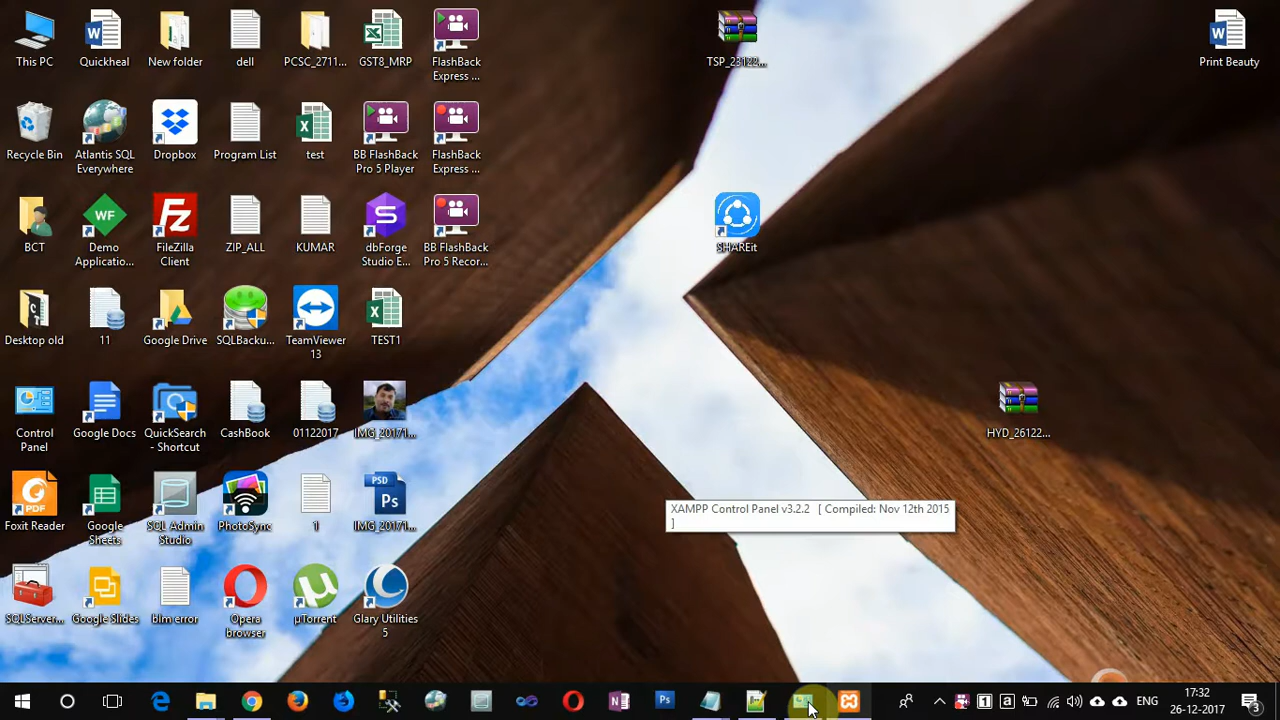 This PC
Quickheal
New folder
dell
PCSC_2711...
GST8_MRP
FlashBack
Express ...
TSP_23122...
Print Beauty
Recycle Bin
Atlantis SQL
Everywhere
Dropbox
Program List
test
BB FlashBack
Pro 5 Player
FlashBack
Express ...
BCT
Demo
Applicatio...
FileZilla
Client
ZIP_ALL
KUMAR
dbForge
Studio E...
BB FlashBack
Pro 5 Recor...
SHAREit
Desktop old
11
Google Drive
SQLBacku...
TeamViewer
13
TEST1
Control
Panel
Google Docs
QuickSearch
- Shortcut
CashBook
01122017
IMG_20171...
HYD_26122...
Foxit Reader
Google
Sheets
SQL Admin
Studio
PhotoSync
1
IMG_20171...
XAMPP Control Panel v3.2.2 [ Compiled: Nov 12th 2015
]
SQLServer...
Google Slides
blm error
Opera
browser
µTorrent
Glary Utilities
5
ENG
17:32
26-12-2017
3